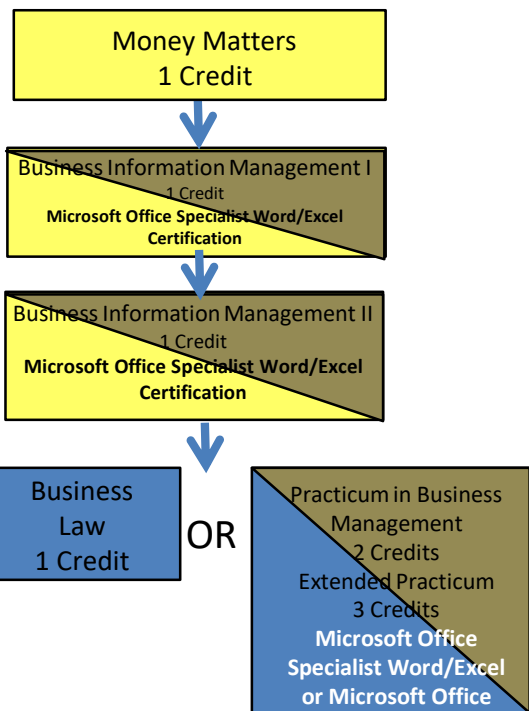 Money Matters
1 Credit
Business Information Management I
1 Credit
Microsoft Office Specialist Word/Excel
Certification
Business Information Management II
1 Credit
Microsoft Office Specialist Word/Excel
Certification
Business
Law
1 Credit
OR
Practicum in Business
Management
2 Credits
Extended Practicum
3 Credits
Microsoft Office
Specialist Word/Excel
or Microsoft Office